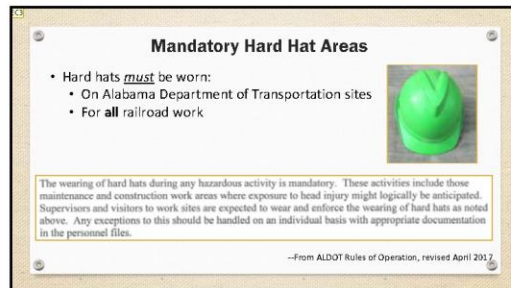 Mandatory Hard Hat Areas
• Hard hats must be worn:
• On Alabama Department of Transportation sites
• For all railroad work
The wearing of hard hats during any hazardous activity is mandatory. These activities include those
maintenance and construction work areas where exposure to head injury might logically be anticipated.
Supervisors and visitors to work sites are expected to wear and enforce the wearing of hard hats as noted
above. Any exceptions to this should be handled on an individual basis with appropriate documentation
in the personnel files.
--From ALDOT Rules of Operation, revised April 2017